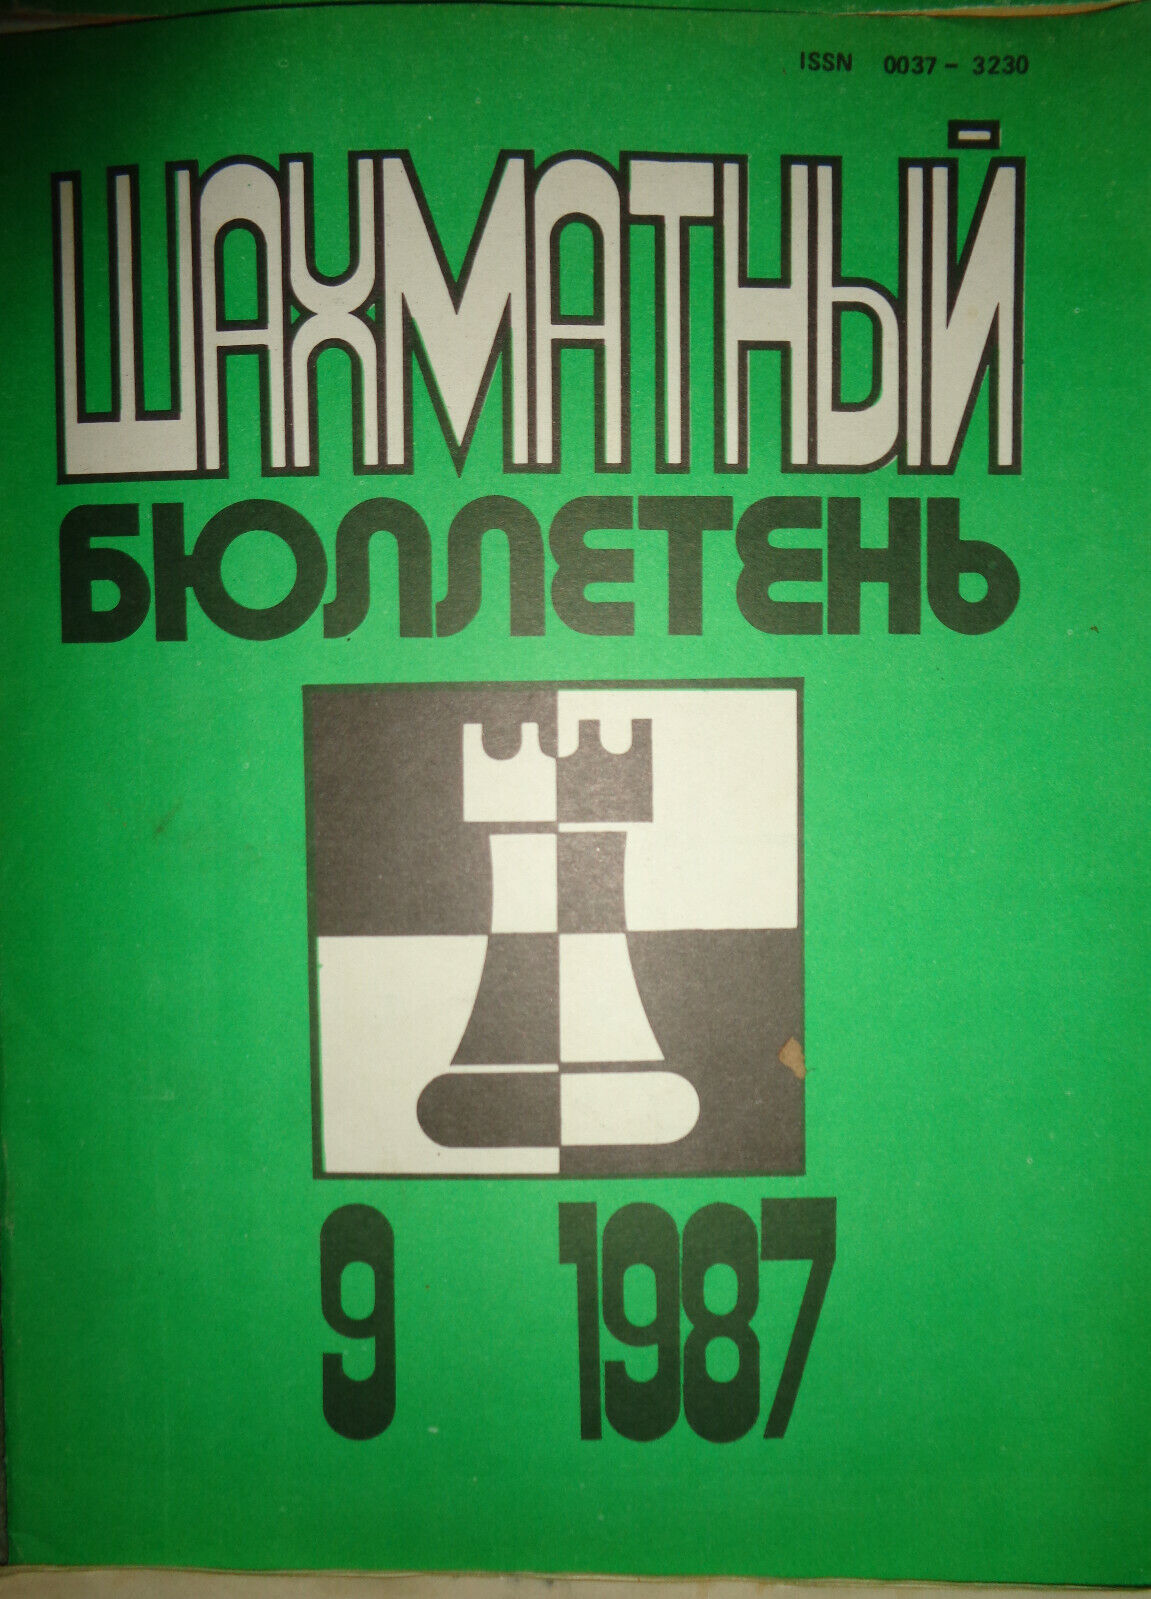 ISSN 0037 - 3230
ШАХМАТНЫЙ
БЮЛЛЕТЕНЬ
9 1987